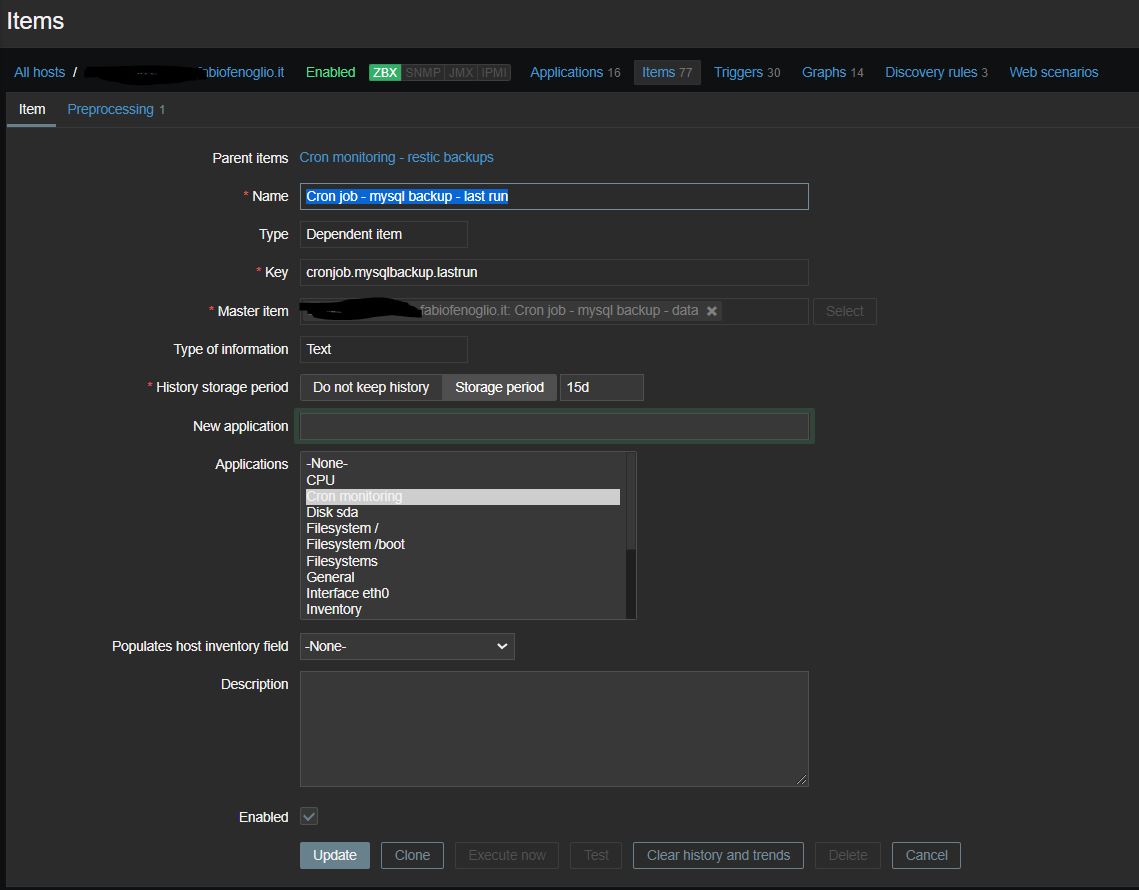 Items
All hosts / fabiofenoglio.it Enabled ZBX SNMP JMX IPMI Applications 16 Items 77 Triggers 30 Graphs 14 Discovery rules 3 Web scenarios
Item Preprocessing 1
Parent items Cron monitoring - restic backups
* Name Cron job - mysql backup - last run
Type Dependent item
* Key cronjob.mysqlbackup.lastrun
* Master item fabiofenoglio.it: Cron job - mysql backup - data Select
Type of information Text
* History storage period Do not keep history Storage period 15d
New application
Applications -None-
CPU
Cron monitoring
Disk sda
Filesystem /
Filesystem /boot
Filesystems
General
Interface eth0
Inventory
Populates host inventory field -None-
Description
Enabled
Update Clone Execute now Test Clear history and trends Delete Cancel